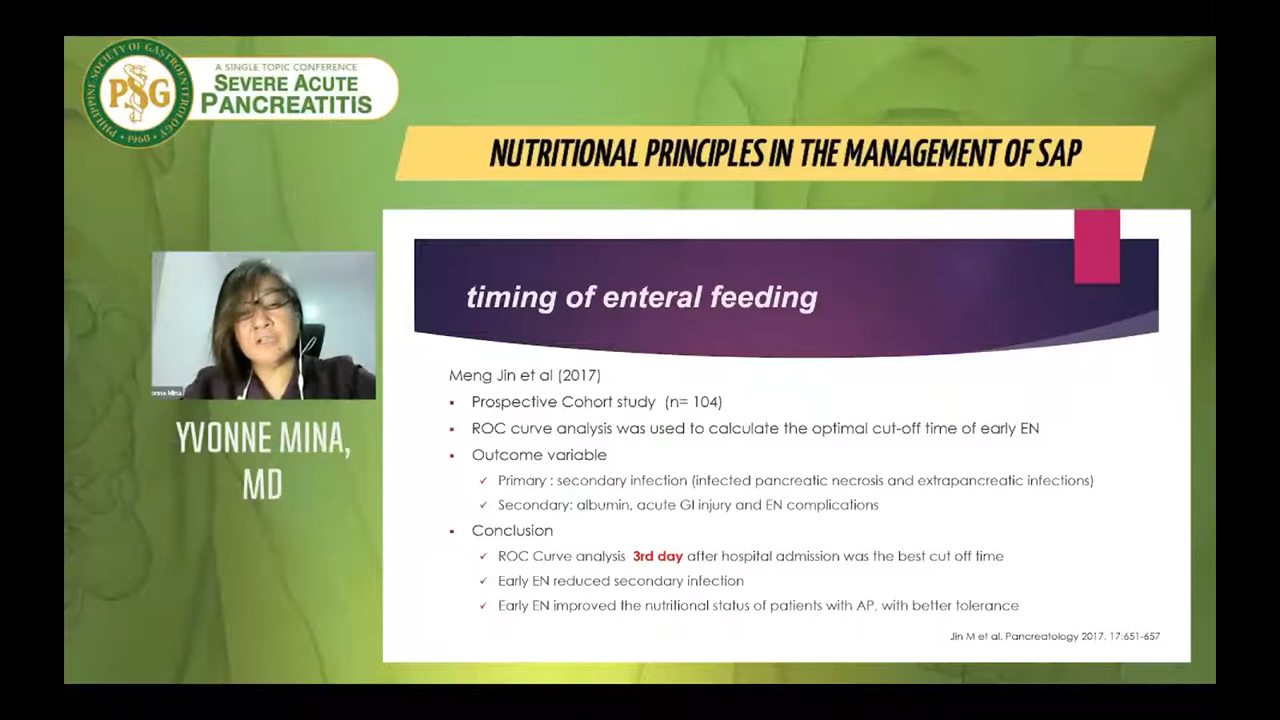 PHILIPPINE SOCIETY OF GASTROENTEROLOGY
PSG
• 1960 •
A SINGLE TOPIC CONFERENCE
SEVERE ACUTE
PANCREATITIS
NUTRITIONAL PRINCIPLES IN THE MANAGEMENT OF SAP
timing of enteral feeding
Meng Jin et al (2017)
▪ Prospective Cohort study (n= 104)
▪ ROC curve analysis was used to calculate the optimal cut-off time of early EN
▪ Outcome variable
✓ Primary : secondary infection (infected pancreatic necrosis and extrapancreatic infections)
✓ Secondary: albumin, acute GI injury and EN complications
▪ Conclusion
✓ ROC Curve analysis 3rd day after hospital admission was the best cut off time
✓ Early EN reduced secondary infection
✓ Early EN improved the nutritional status of patients with AP, with better tolerance
Jin M et al. Pancreatology 2017. 17:651-657
onne Mina
YVONNE MINA,
MD